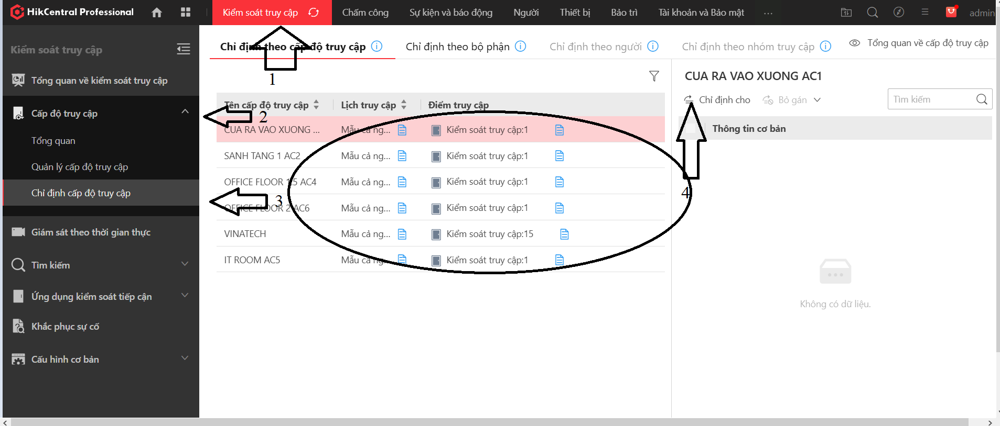 HikCentral Professional
Kiểm soát truy cập
Chấm công
Sự kiện và báo động
Người
Thiết bị
Bảo trì
Tài khoản và Bảo mật
...
admin
Kiểm soát truy cập
Tổng quan về kiểm soát truy cập
Cấp độ truy cập
Tổng quan
Quản lý cấp độ truy cập
Chỉ định cấp độ truy cập
Giám sát theo thời gian thực
Tìm kiếm
Ứng dụng kiểm soát tiếp cận
Khắc phục sự cố
Cấu hình cơ bản
Chỉ định theo cấp độ truy cập
Chỉ định theo bộ phận
Chỉ định theo người
Chỉ định theo nhóm truy cập
Tổng quan về cấp độ truy cập
1
2
3
4
Tên cấp độ truy cập Lịch truy cập Điểm truy cập
CUA RA VAO XUONG ... Mẫu cả ng... Kiểm soát truy cập:1
SANH TANG 1 AC2 Mẫu cả ng... Kiểm soát truy cập:1
OFFICE FLOOR 1.5 AC4 Mẫu cả ng... Kiểm soát truy cập:1
OFFICE FLOOR 2 AC6 Mẫu cả ng... Kiểm soát truy cập:1
VINATECH Mẫu cả ng... Kiểm soát truy cập:15
IT ROOM AC5 Mẫu cả ng... Kiểm soát truy cập:1
CUA RA VAO XUONG AC1
Chỉ định cho
Bỏ gán
Tìm kiếm
Thông tin cơ bản
Không có dữ liệu.